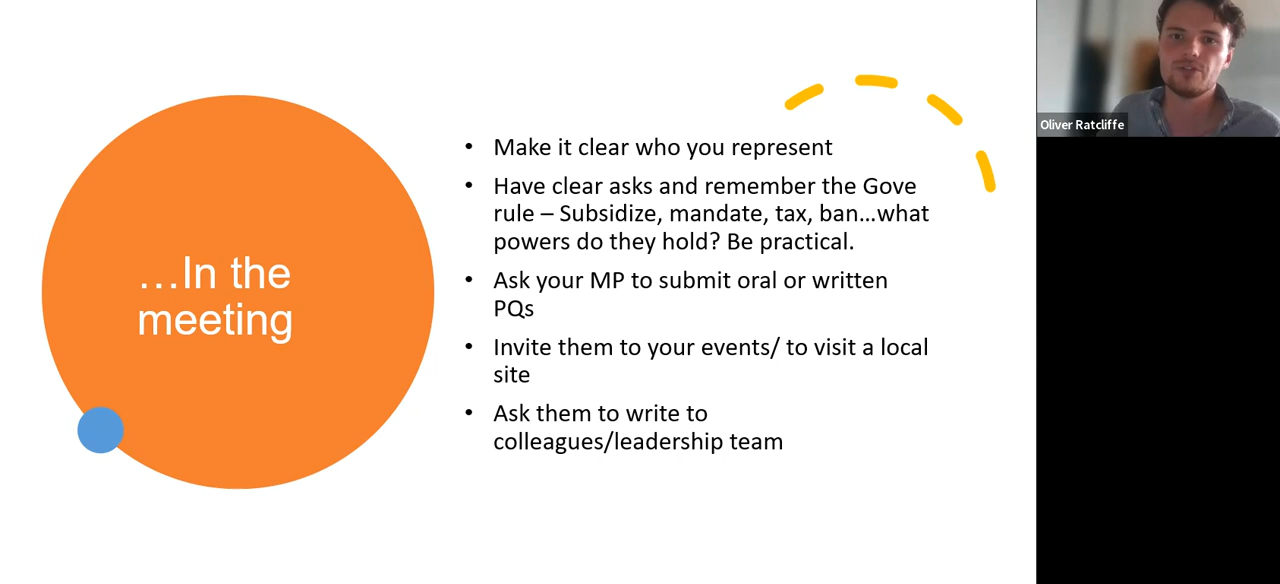 ...In the
meeting
• Make it clear who you represent
• Have clear asks and remember the Gove
rule – Subsidize, mandate, tax, ban...what
powers do they hold? Be practical.
• Ask your MP to submit oral or written
PQs
• Invite them to your events/ to visit a local
site
• Ask them to write to
colleagues/leadership team
Oliver Ratcliffe